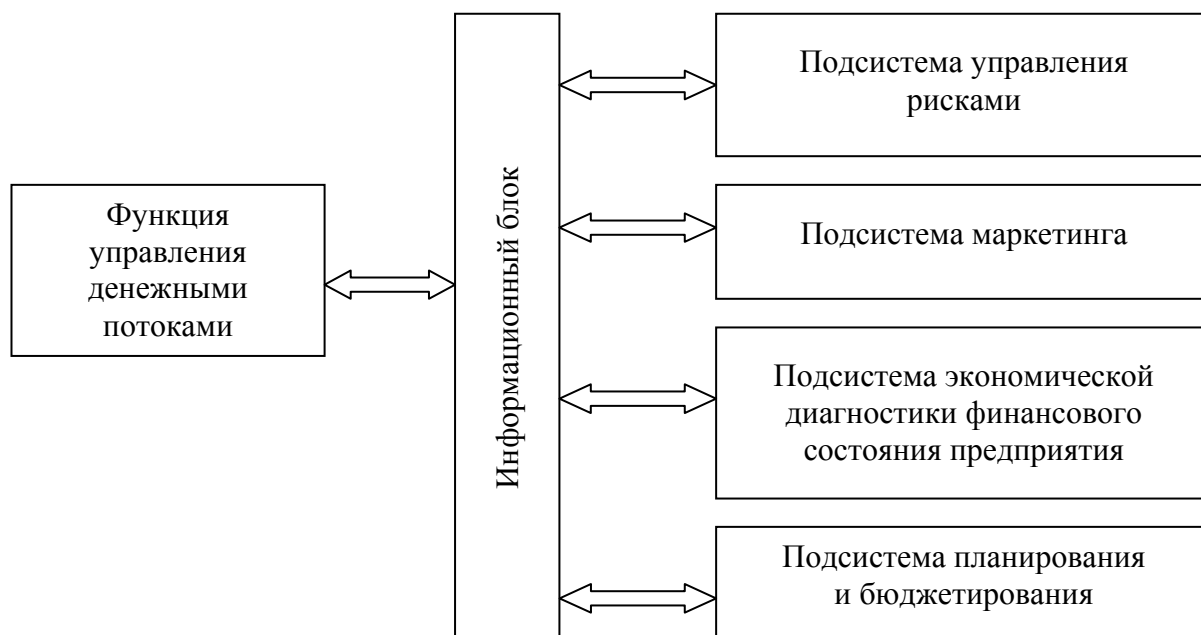 Функция
управления
денежными
потоками
Информационный блок
Подсистема управления
рисками
Подсистема маркетинга
Подсистема экономической
диагностики финансового
состояния предприятия
Подсистема планирования
и бюджетирования